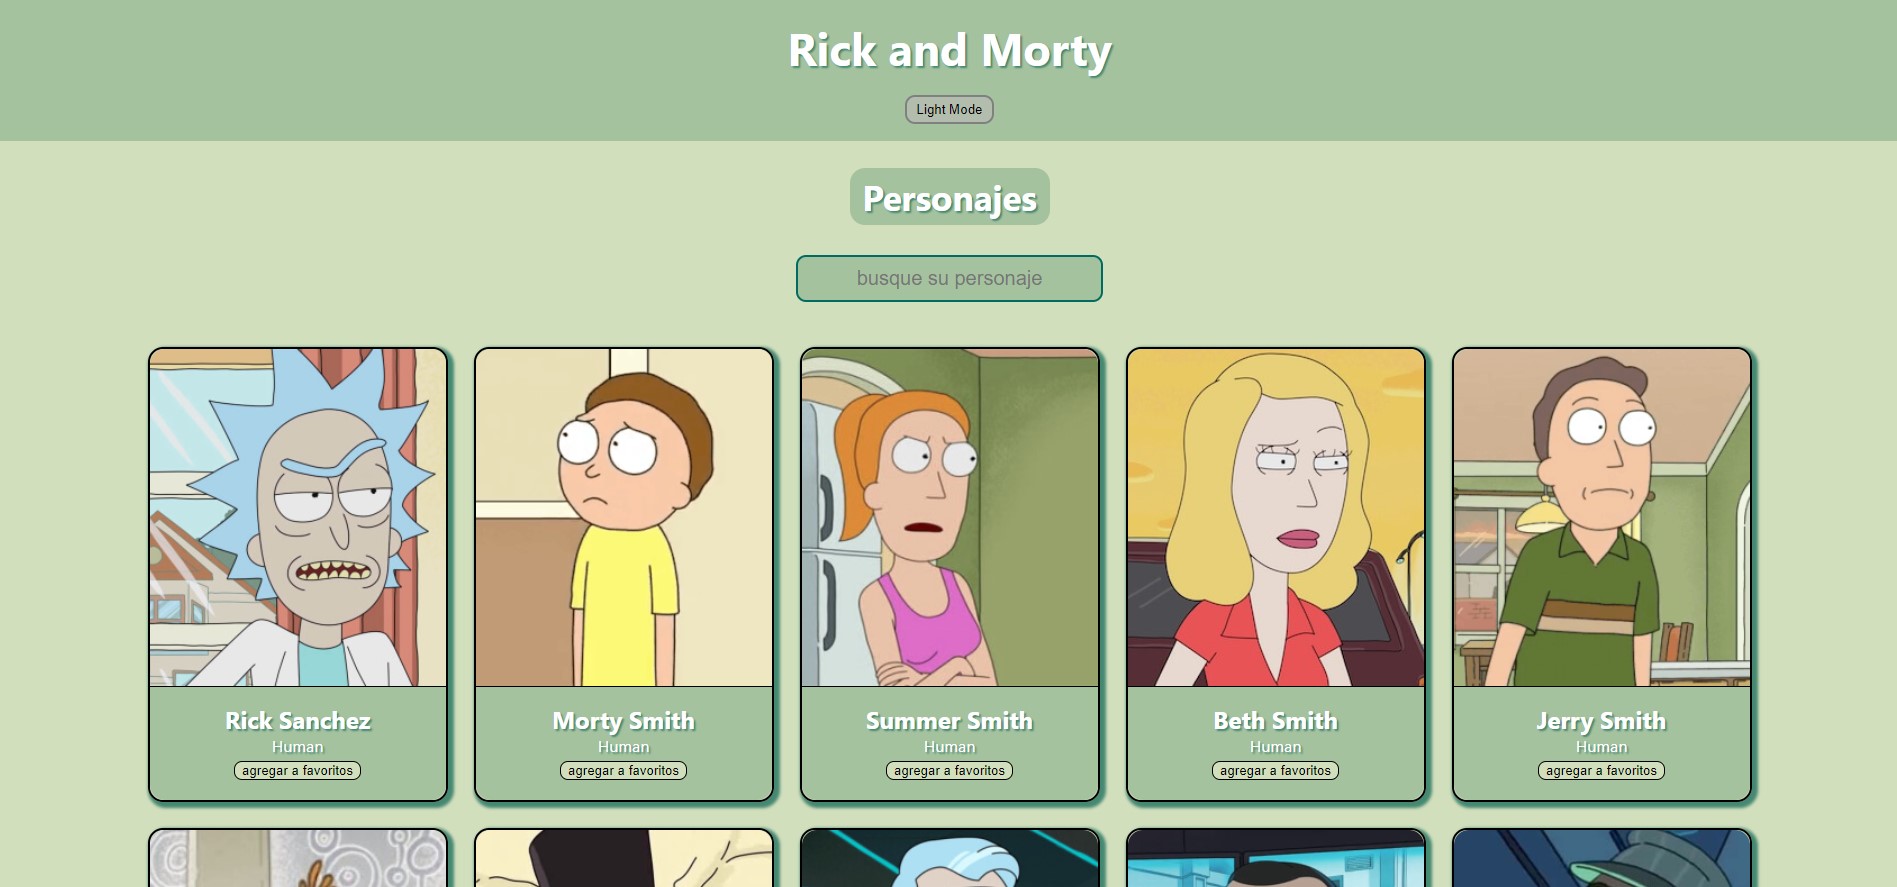 Rick and Morty
Light Mode
Personajes
busque su personaje
Rick Sanchez
Human
agregar a favoritos
Morty Smith
Human
agregar a favoritos
Summer Smith
Human
agregar a favoritos
Beth Smith
Human
agregar a favoritos
Jerry Smith
Human
agregar a favoritos